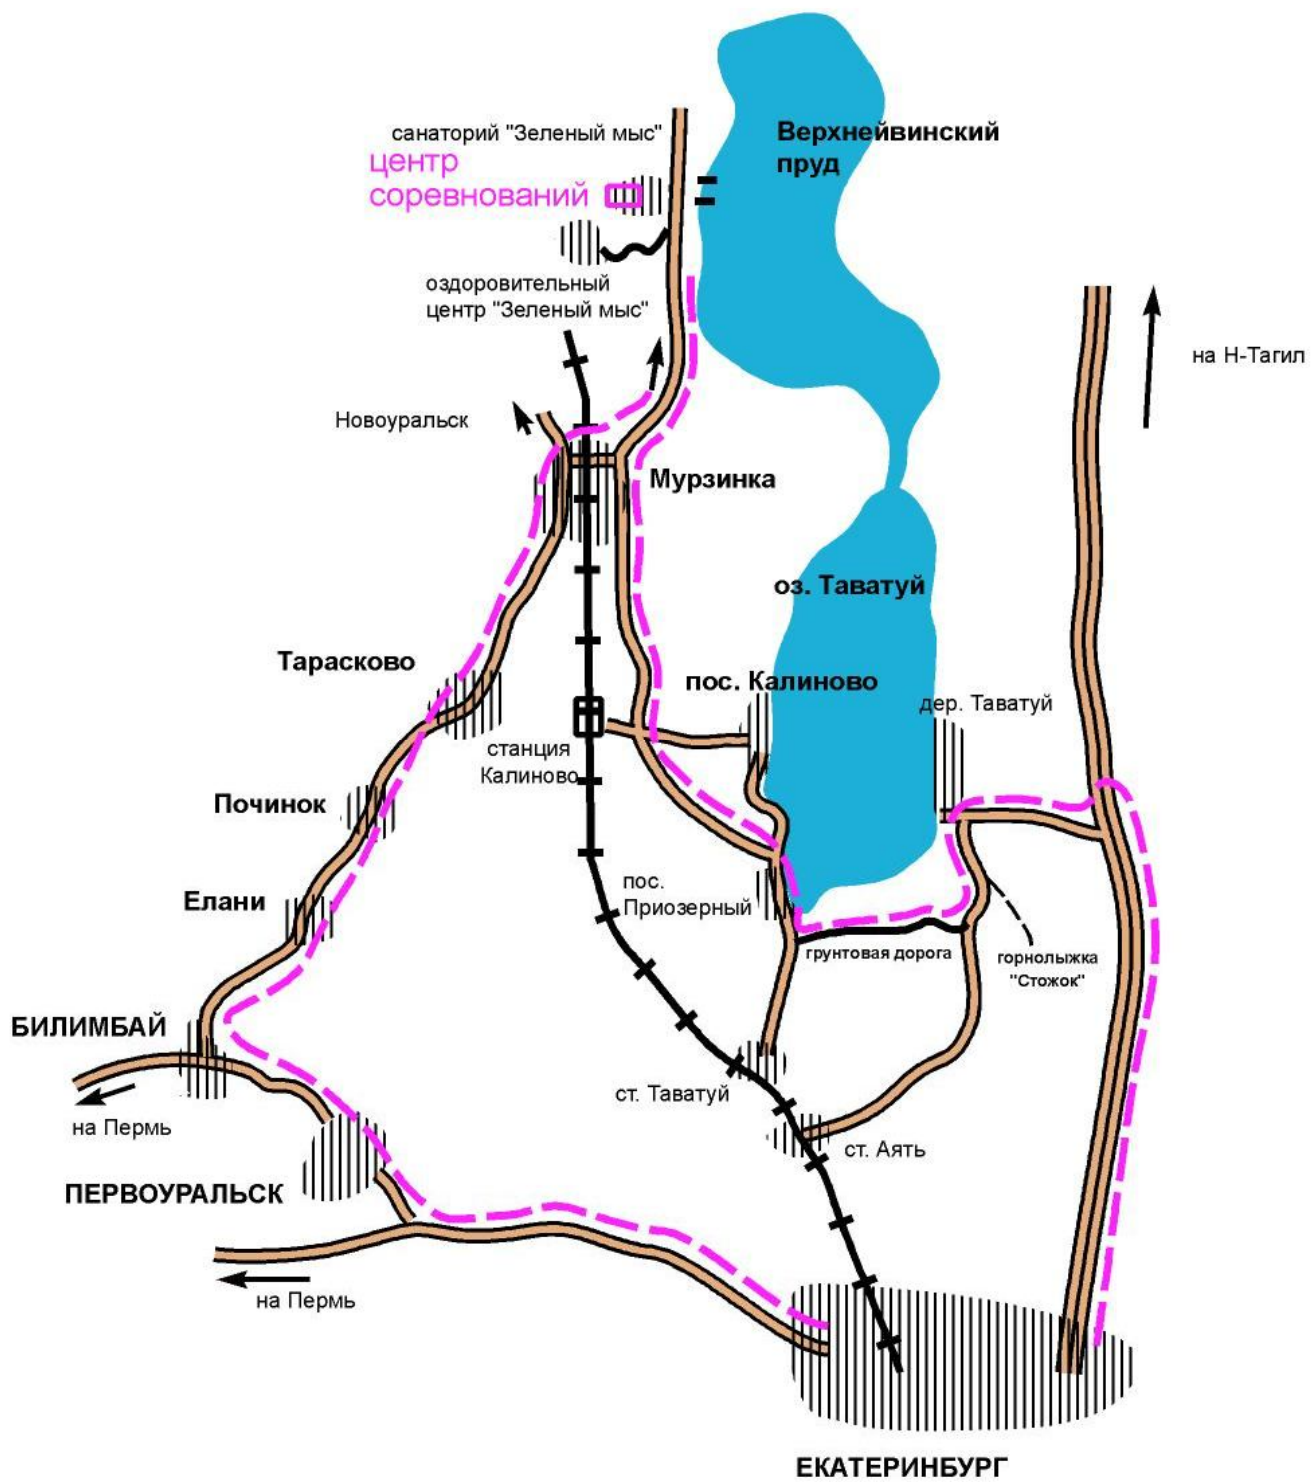 Верхнейвинский
пруд
санаторий "Зеленый мыс"
центр
соревнований
оздоровительный
центр "Зеленый мыс"
на Н-Тагил
Новоуральск
Мурзинка
оз. Таватуй
Тарасково
пос. Калиново
дер. Таватуй
станция
Калиново
Починок
Елани
пос.
Приозерный
грунтовая дорога
горнолыжка
"Стожок"
БИЛИМБАЙ
на Пермь
ст. Таватуй
ст. Аять
ПЕРВОУРАЛЬСК
на Пермь
ЕКАТЕРИНБУРГ